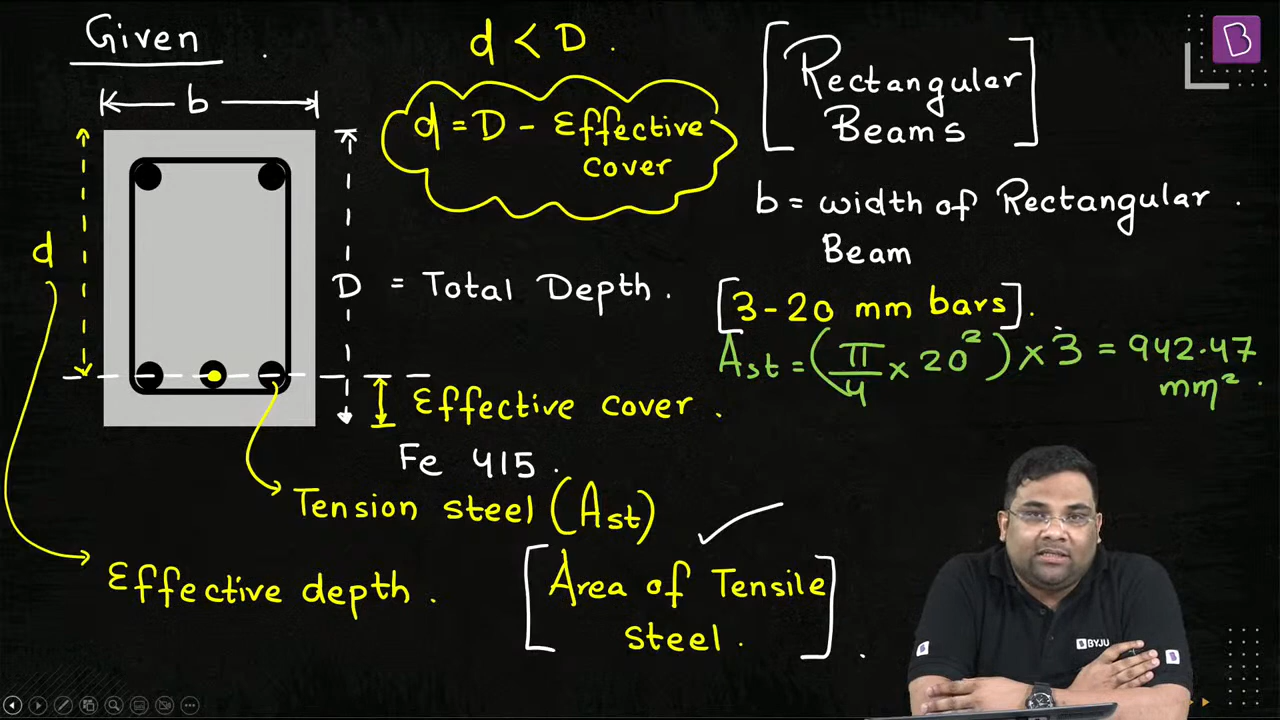 Given
b
d
d < D .
d = D - Effective
cover
[ Rectangular
Beams ]
b = width of Rectangular .
Beam
D = Total Depth .
[3-20 mm bars] .
Ast = (π/4 × 20²) × 3 = 942.47
mm² .
Effective cover .
Fe 415 .
Tension steel (Ast)
Effective depth .
[ Area of Tensile
steel . ] .
BYJU